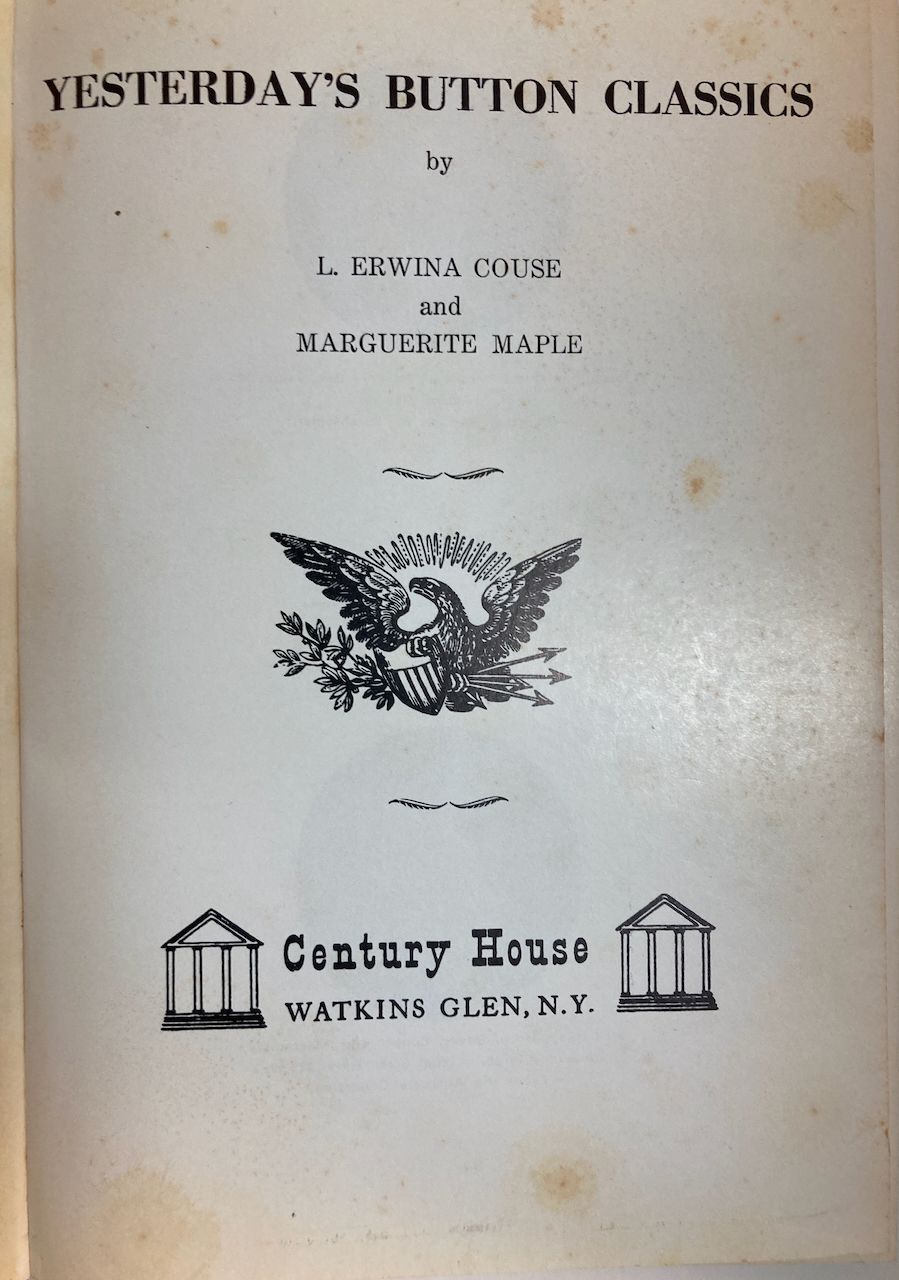 YESTERDAY'S BUTTON CLASSICS
by
L. ERWINA COUSE
and
MARGUERITE MAPLE
Century House
WATKINS GLEN, N.Y.